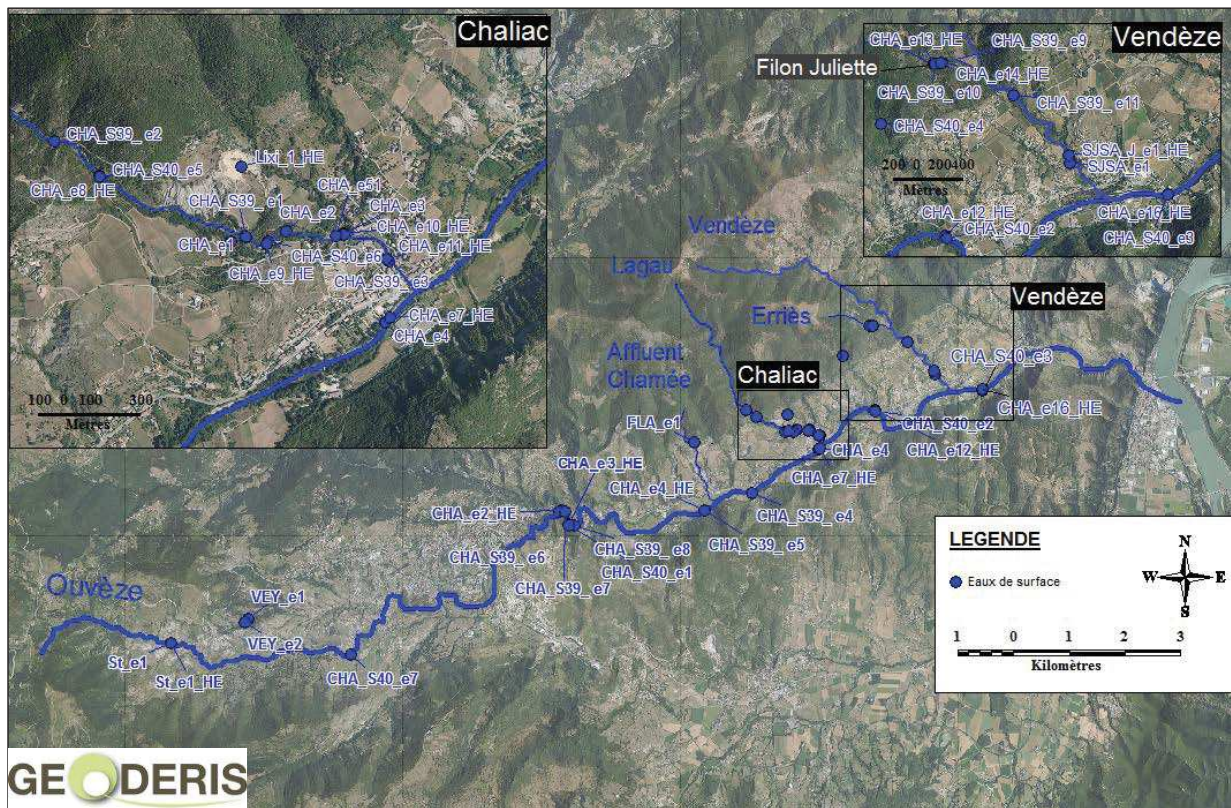 Chaliac
CHA_S39_e2
CHA_S40_e5
CHA_e8_HE
Lixi_1_HE
CHA_e51
CHA_S39_e1
CHA_e2
CHA_e3
CHA_e10_HE
CHA_e1
CHA_S40_e6
CHA_e11_HE
CHA_e9_HE
CHA_S39_e3
CHA_e7_HE
CHA_e4
100 0 100 300
Mètres
CHA_e13_HE
CHA_S39_e9
Vendèze
Filon Juliette
CHA_e14_HE
CHA_S39_e10
CHA_S39_e11
CHA_S40_e4
SJSA_J_e1_HE
SJSA_e1
200 0 200400
Mètres
CHA_e12_HE
CHA_e16_HE
CHA_S40_e2
CHA_S40_e3
Vendèze
Lagau
Vendèze
Erriès
Affluent
Chamée
Chaliac
CHA_S40_e3
CHA_e16_HE
FLA_e1
CHA_S40_e2
CHA_e4
CHA_e12_HE
CHA_e3_HE
CHA_e7_HE
CHA_e4_HE
CHA_e2_HE
CHA_S39_e4
CHA_S39_e6
CHA_S39_e8
CHA_S39_e5
CHA_S40_e1
CHA_S39_e7
Ouvèze
VEY_e1
VEY_e2
St_e1
St_e1_HE
CHA_S40_e7
LEGENDE
Eaux de surface
N
W E
S
1 0 1 2 3
Kilomètres
GEODERIS